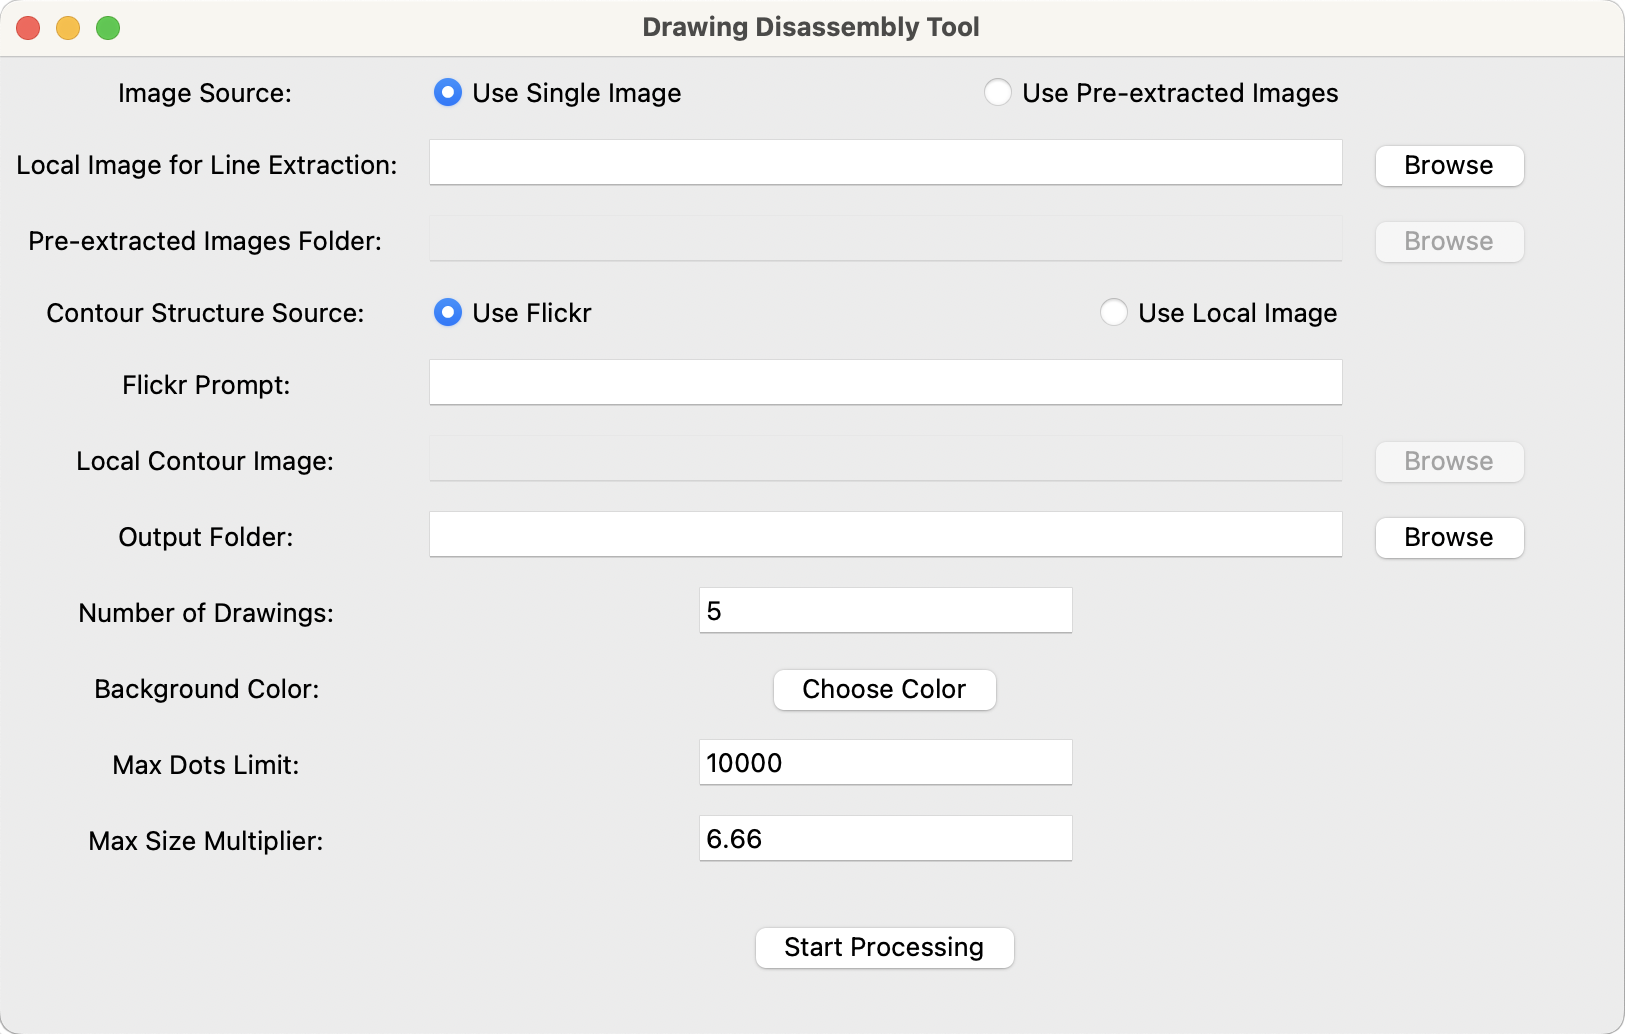 Drawing Disassembly Tool
Image Source: Use Single Image Use Pre-extracted Images
Local Image for Line Extraction: Browse
Pre-extracted Images Folder: Browse
Contour Structure Source: Use Flickr Use Local Image
Flickr Prompt:
Local Contour Image: Browse
Output Folder: Browse
Number of Drawings: 5
Background Color: Choose Color
Max Dots Limit: 10000
Max Size Multiplier: 6.66
Start Processing